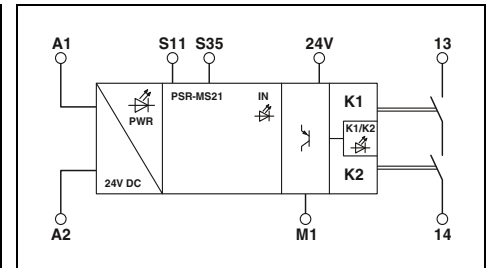 A1 S11 S35 24V 13
PSR-MS21 IN K1
PWR K1/K2
24V DC K2
A2 M1 14